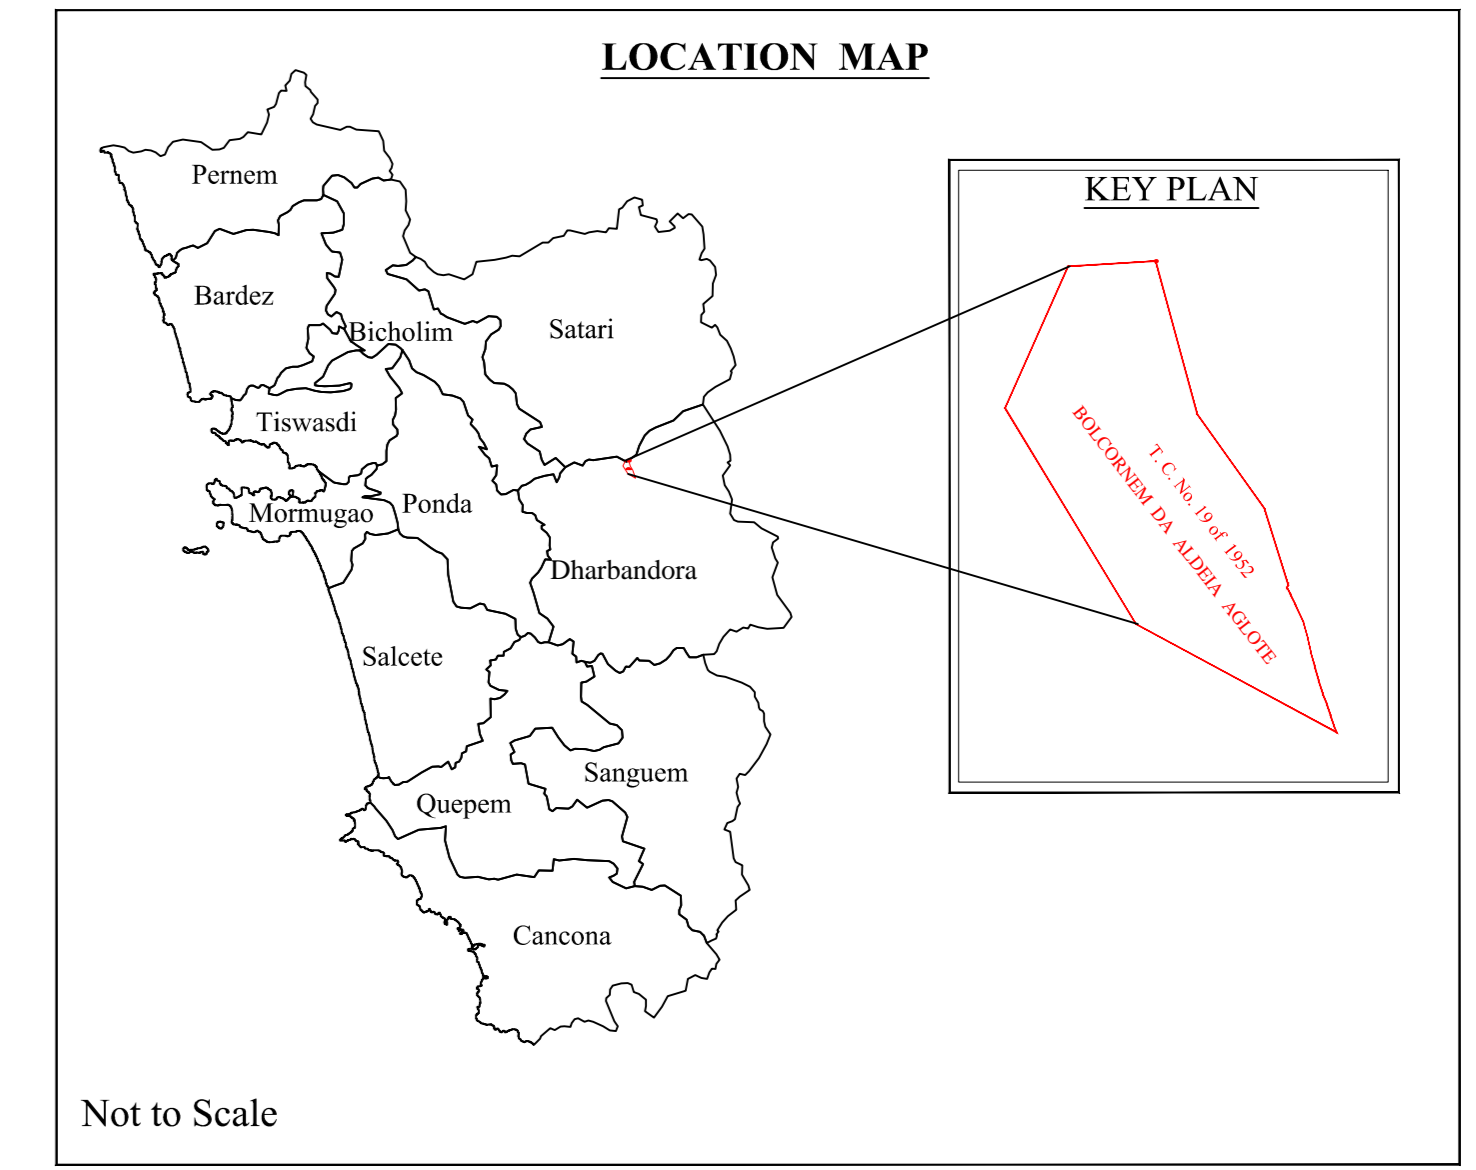 LOCATION MAP
KEY PLAN
Pernem
Bardez
Bicholim
Satari
Tiswasdi
Mormugao
Ponda
Dharbandora
Salcete
Sanguem
Quepem
Cancona
T. C. No. 19 of 1952
BOLCORNEM DA ALDEIA AGLOTE
Not to Scale